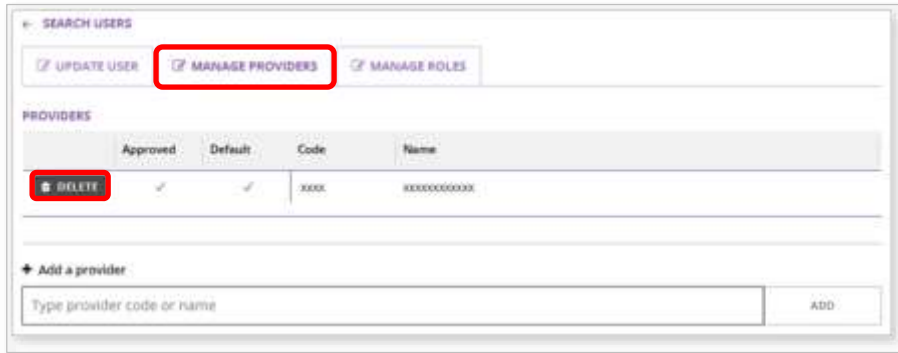 ← SEARCH USERS
UPDATE USER MANAGE PROVIDERS MANAGE ROLES
PROVIDERS
Approved Default Code Name
DELETE ✓ ✓ xxxx xxxxxxxxxxx
+ Add a provider
Type provider code or name ADD